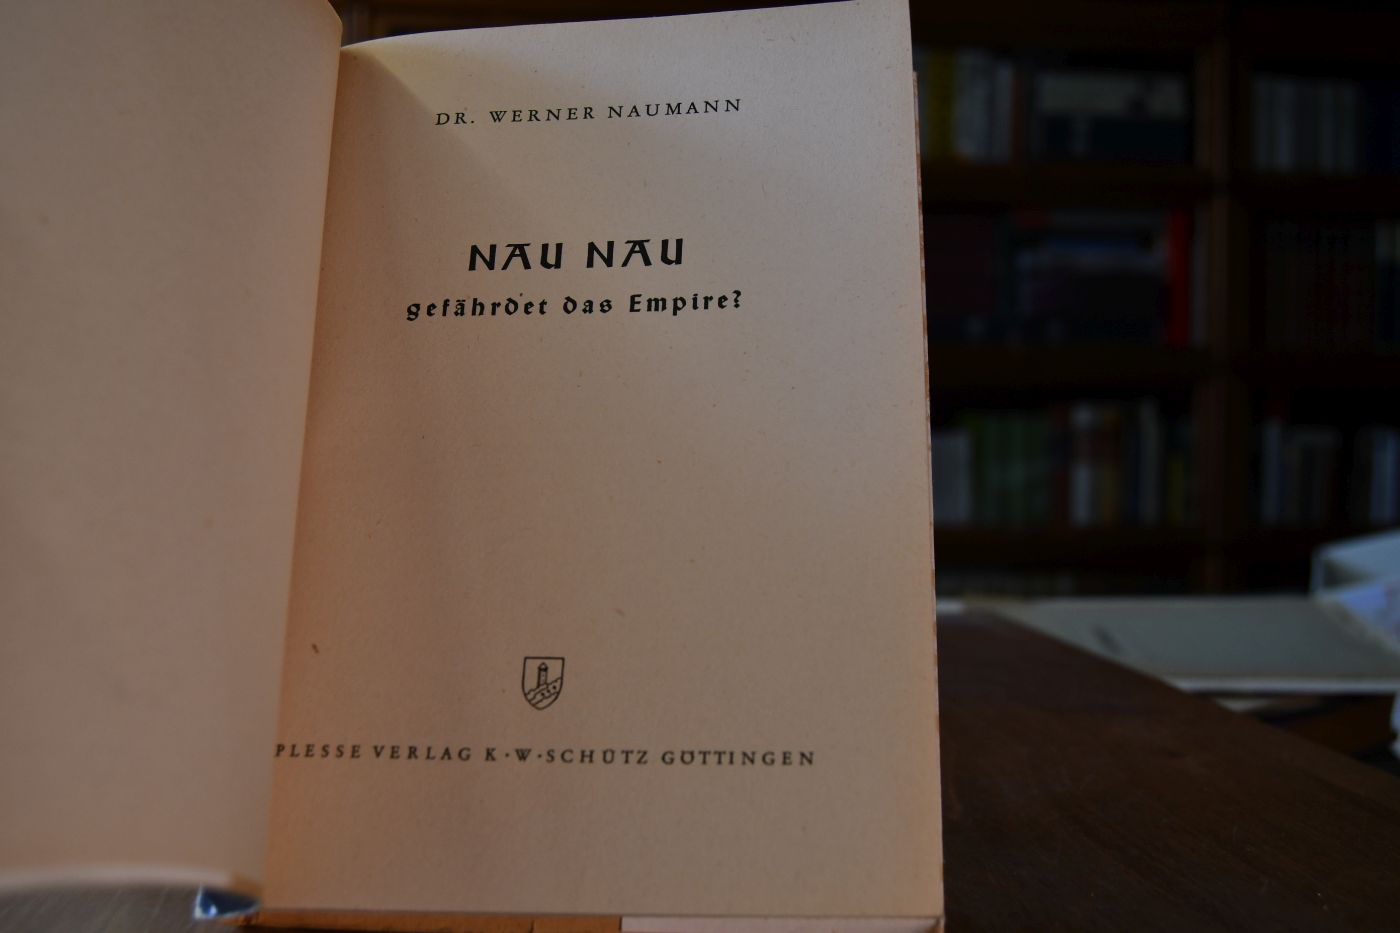 DR. WERNER NAUMANN
NAU NAU
gefährdet das Empire?
PLESSE VERLAG K·W·SCHÜTZ GÖTTINGEN